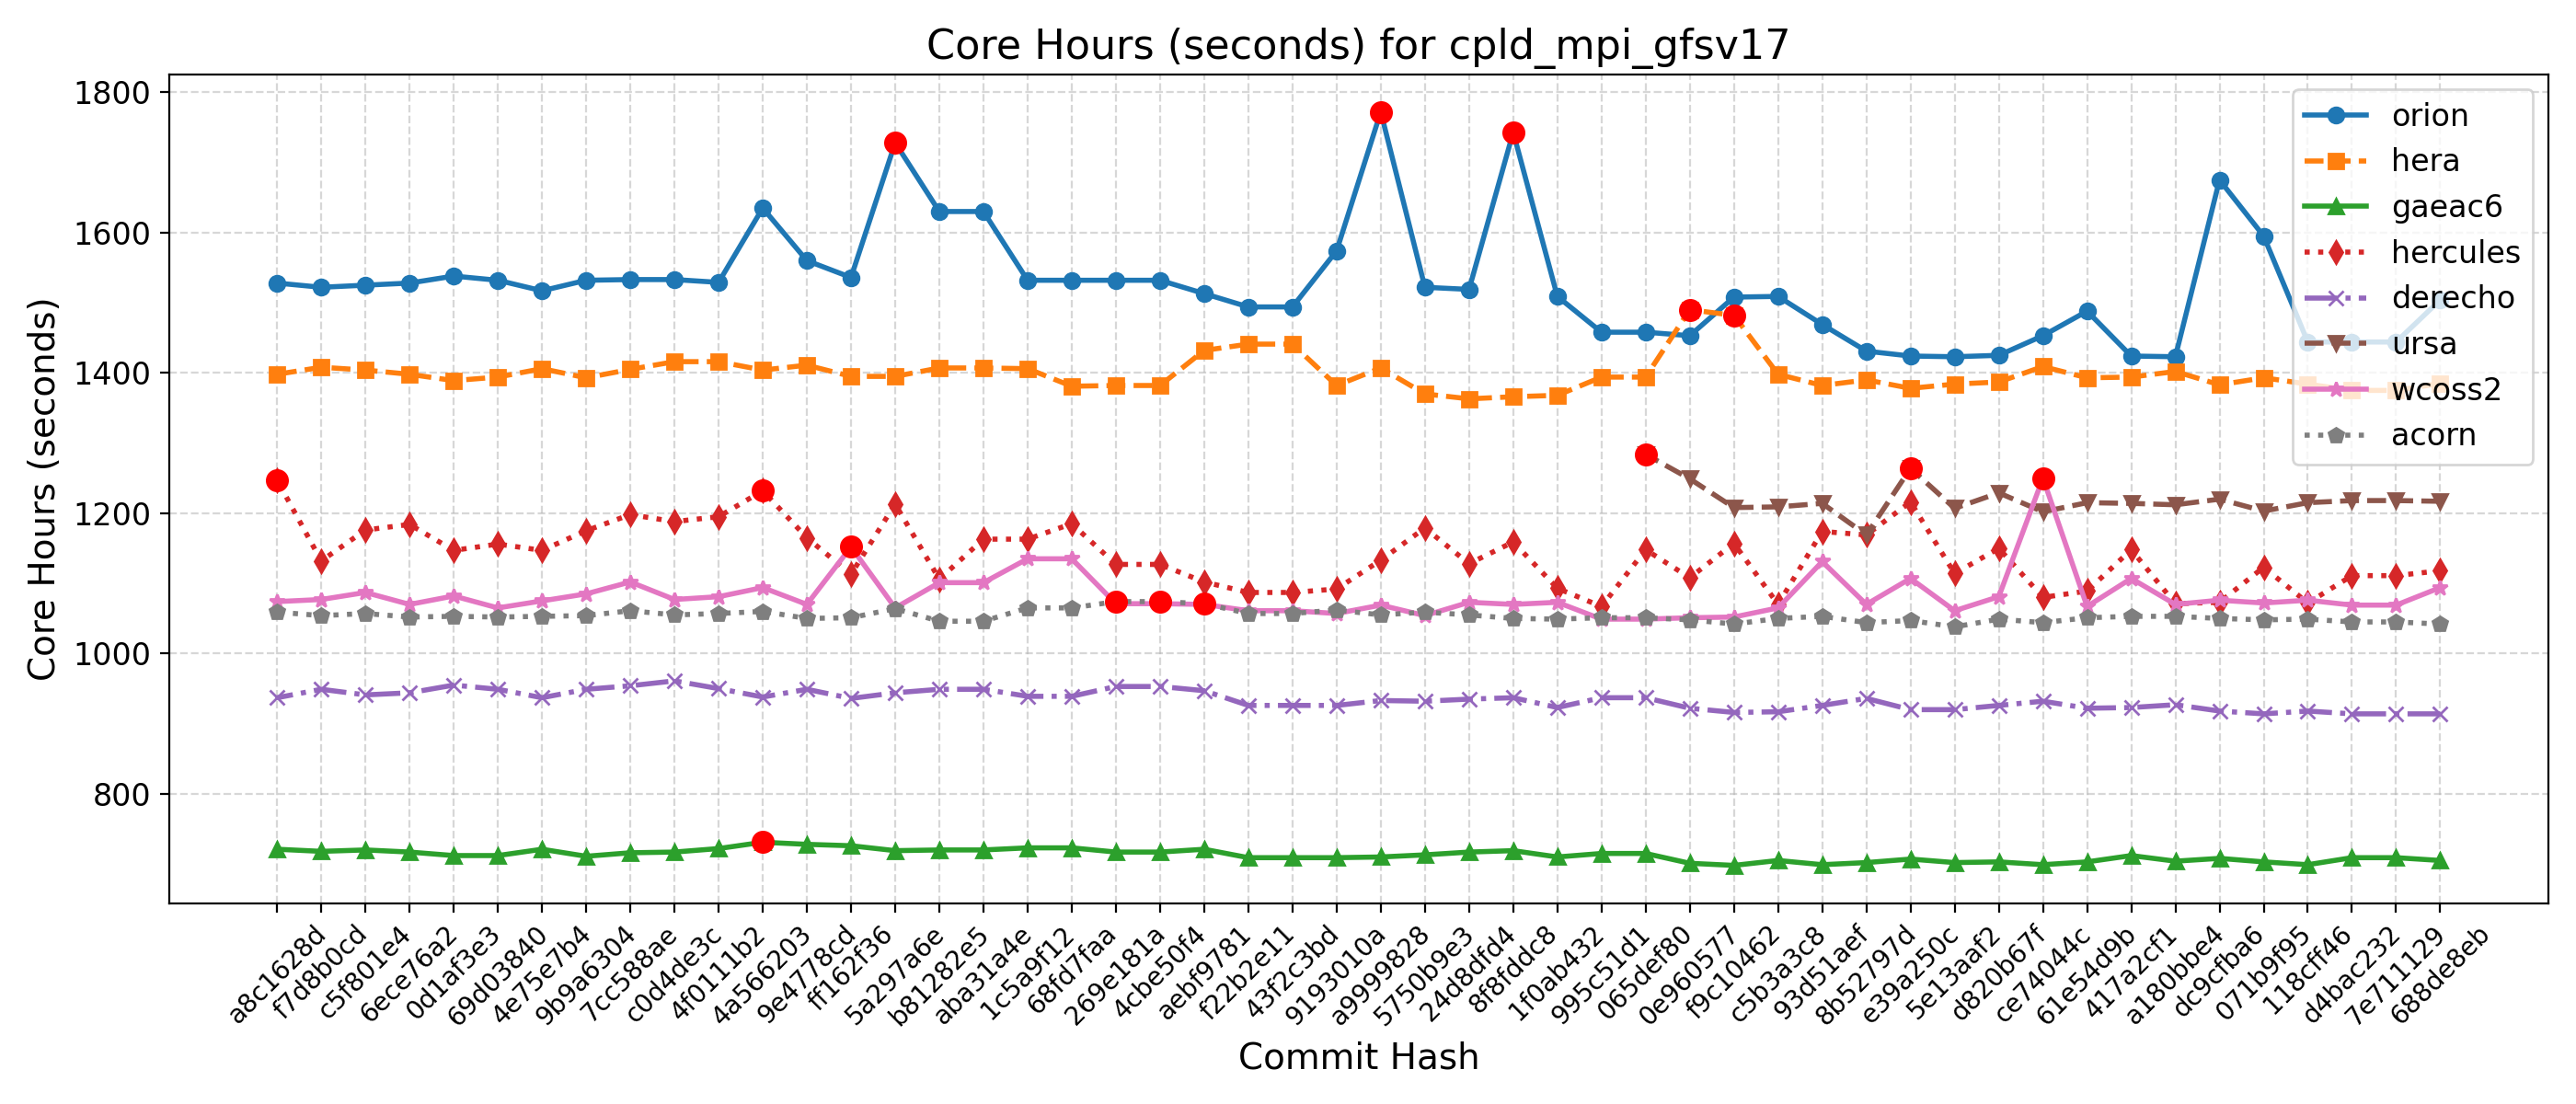 Core Hours (seconds) for cpld_mpi_gfsv17
Core Hours (seconds)
1800
1600
1400
1200
1000
800
orion
hera
gaeac6
hercules
derecho
ursa
wcoss2
acorn
a8c1628d
f7d8b0cd
c5f801e4
6ece76a2
0d1af3e3
69d03840
4e75e7b4
9b9a6304
7cc588ae
c0d4de3c
4f0111b2
4a566203
9e4778cd
ff162f36
5a297a6e
b81282e5
aba31a4e
1c5a9f12
68fd7faa
269e181a
4cbe50f4
aebf9781
f22b2e11
43f2c3bd
9193010a
a9999828
5750b9e3
24d8dfd4
8f8fddc8
1f0ab432
995c51d1
065def80
0e960577
f9c10462
c5b3a3c8
93d51aef
8b52797d
e39a250c
5e13aaf2
d820b67f
ce74044c
61e54d9b
417a2cf1
a180bbe4
dc9cfba6
071b9f95
118cff46
d4bac232
7e711129
688de8eb
Commit Hash